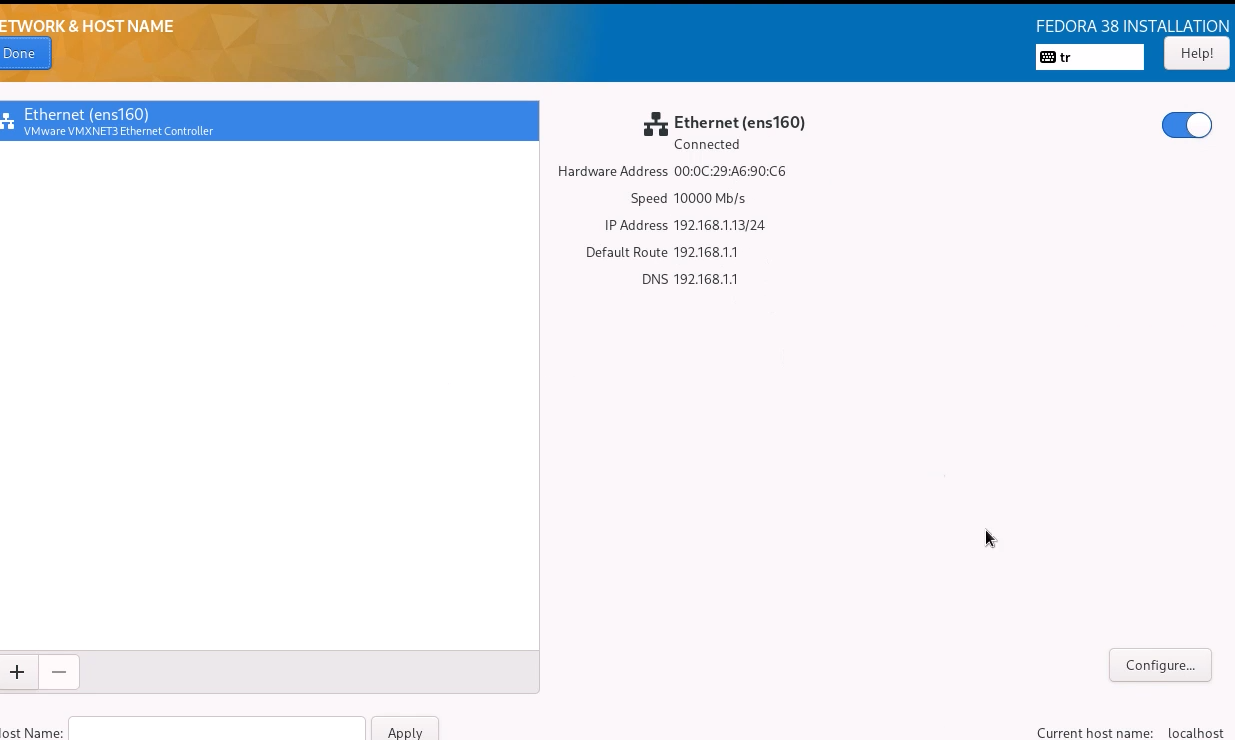 ETWORK & HOST NAME
FEDORA 38 INSTALLATION
Done
tr
Help!
Ethernet (ens160)
VMware VMXNET3 Ethernet Controller
Ethernet (ens160)
Connected
Hardware Address 00:0C:29:A6:90:C6
Speed 10000 Mb/s
IP Address 192.168.1.13/24
Default Route 192.168.1.1
DNS 192.168.1.1
+ −
Configure...
ost Name:
Apply
Current host name: localhost